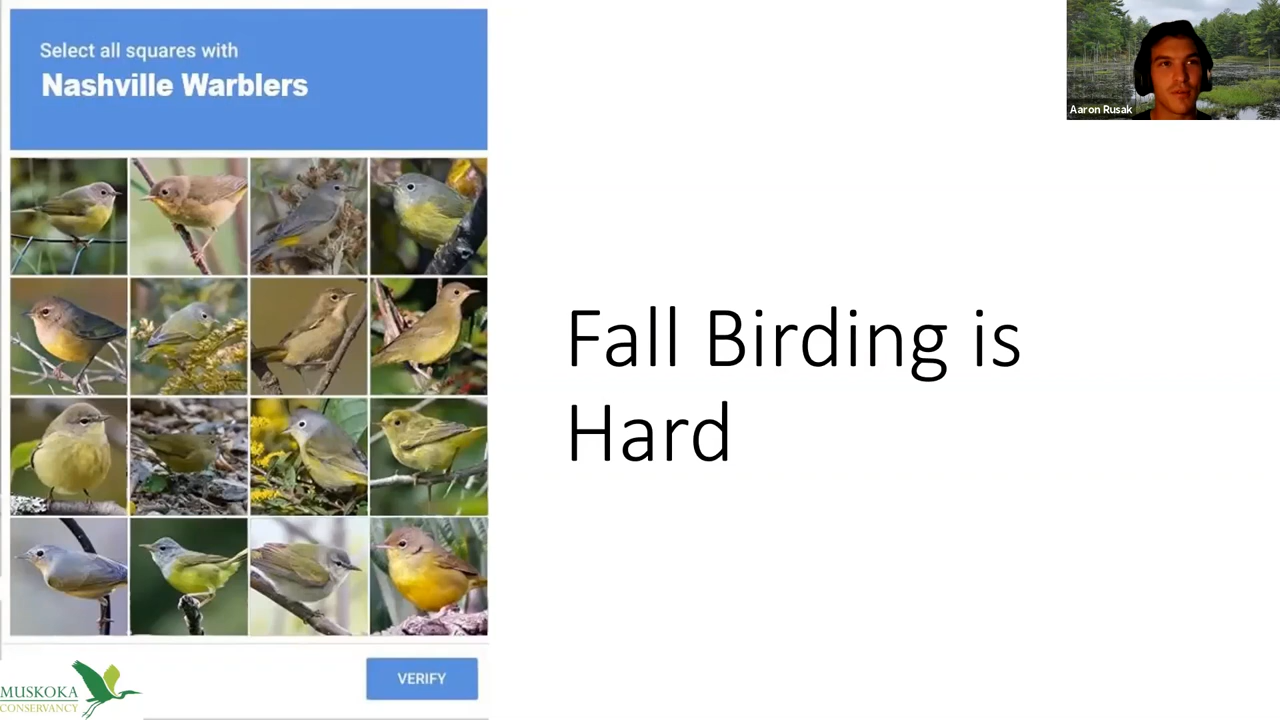 Select all squares with
Nashville Warblers
Aaron Rusak
Fall Birding is
Hard
VERIFY
MUSKOKA
CONSERVANCY